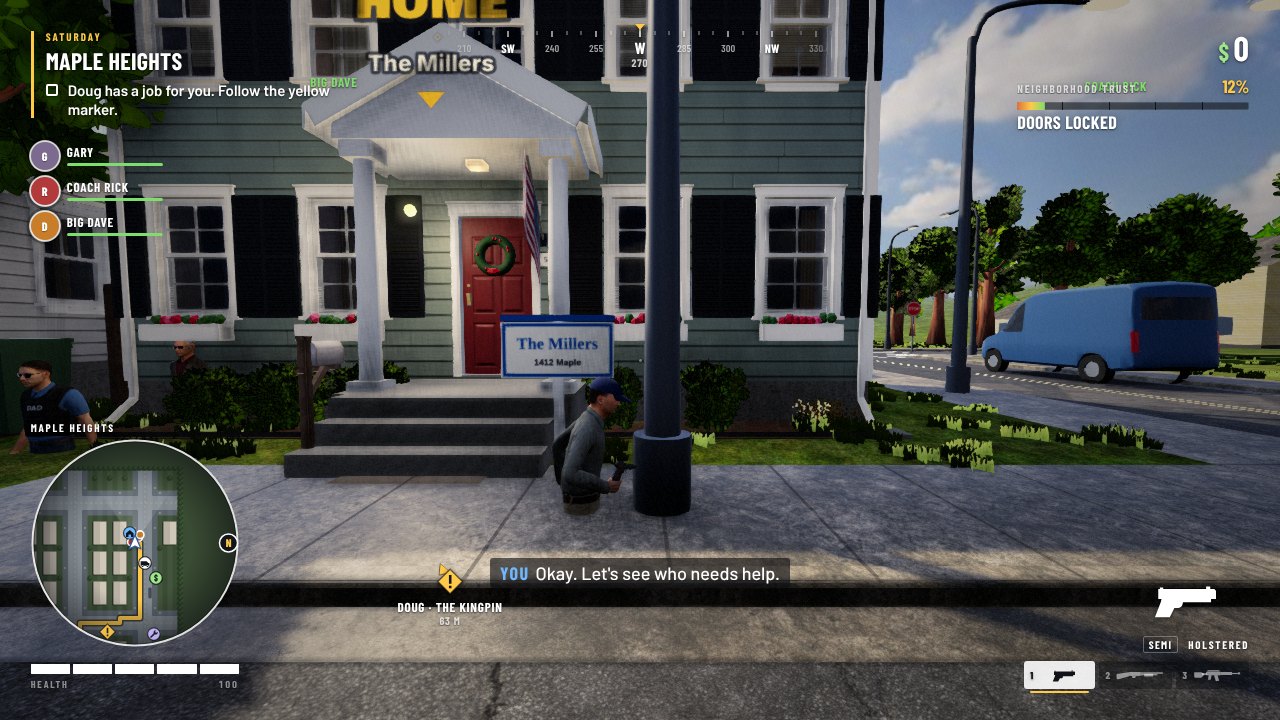 HOME
The Millers
BIG DAVE
SATURDAY
MAPLE HEIGHTS
Doug has a job for you. Follow the yellow
marker.
G GARY
R COACH RICK
D BIG DAVE
210 SW 240 255 W 285 300 NW 330
270
$0
NEIGHBORHOOD TRUST 12%
COACH RICK
DOORS LOCKED
The Millers
1412 Maple
DAD
MAPLE HEIGHTS
N
$
!
YOU Okay. Let's see who needs help.
!
DOUG · THE KINGPIN
63 M
SEMI HOLSTERED
1 2 3
HEALTH 100